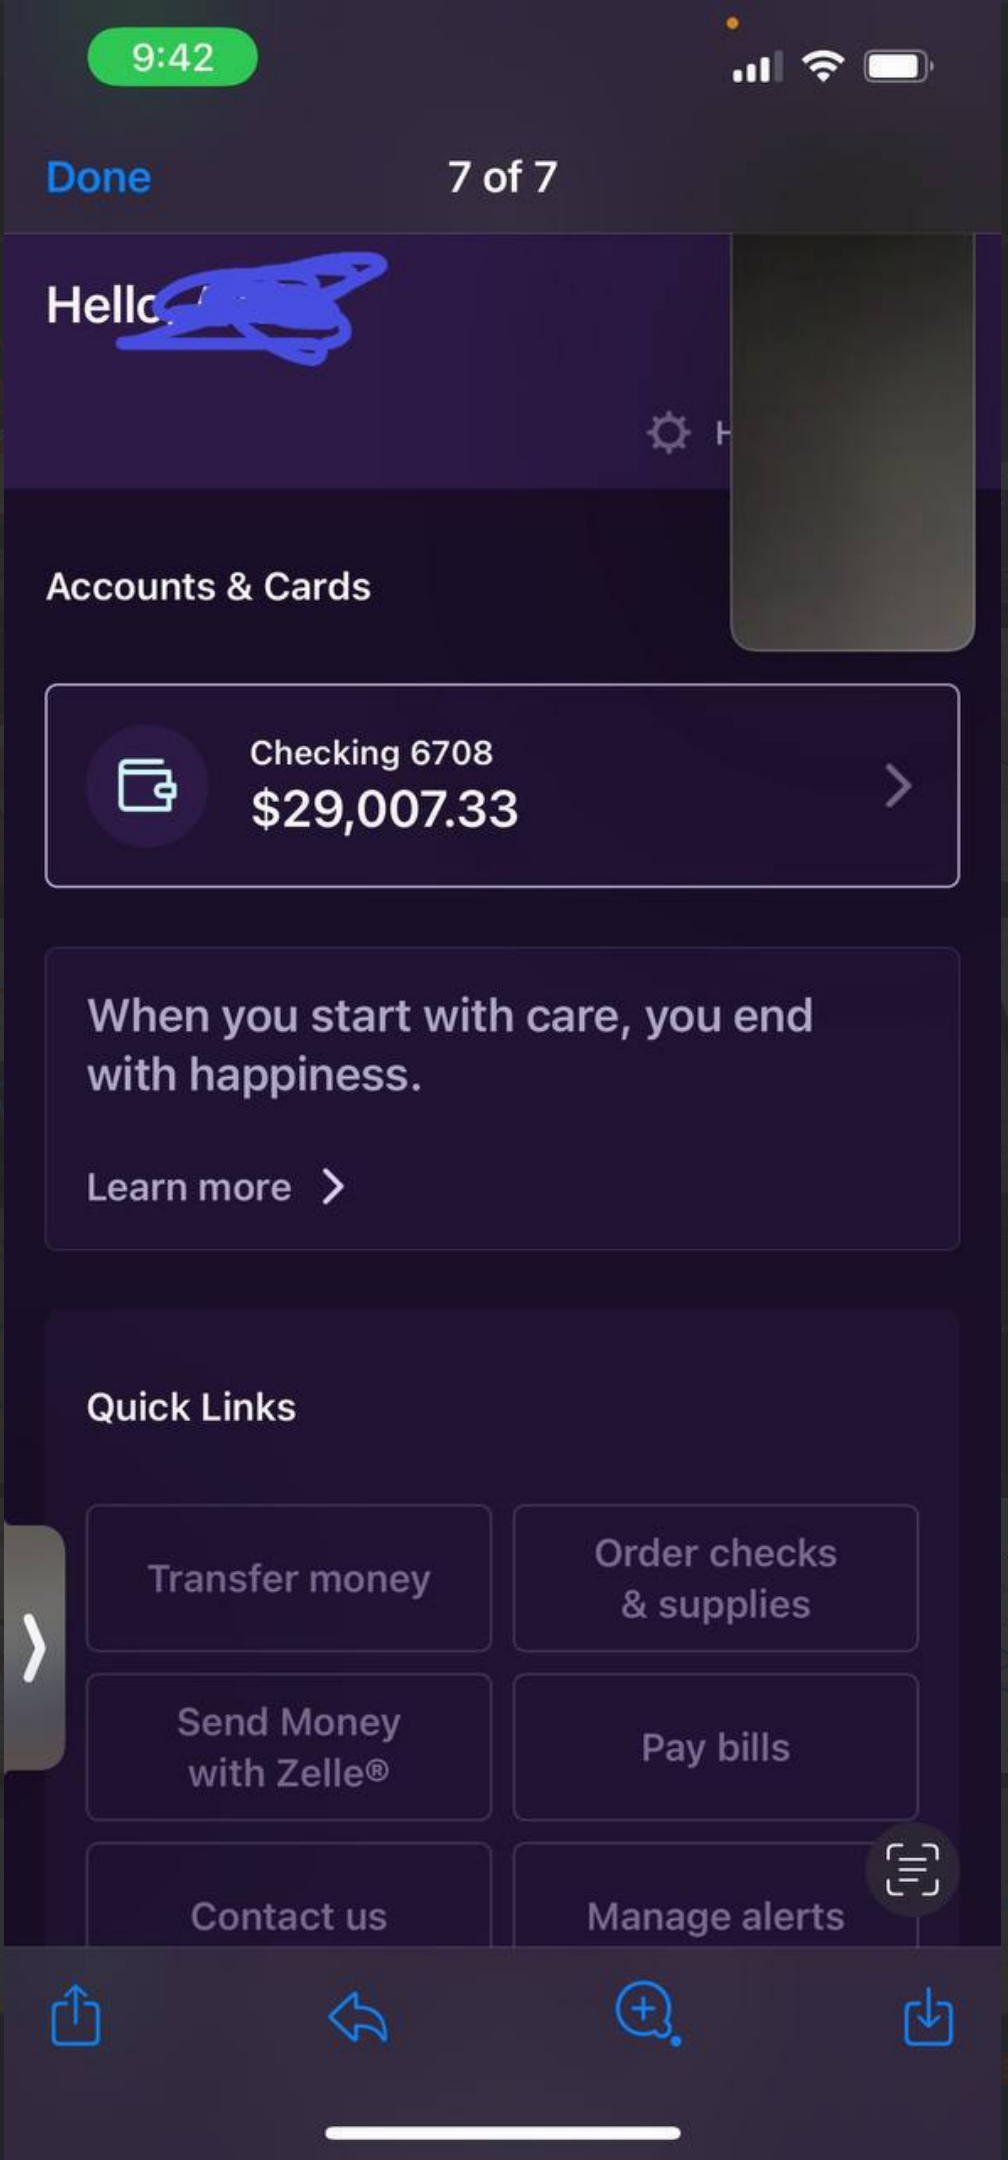 9:42
Done
7 of 7
Hello
Accounts & Cards
Checking 6708
$29,007.33
When you start with care, you end
with happiness.
Learn more
Quick Links
Transfer money
Order checks
& supplies
Send Money
with Zelle®
Pay bills
Contact us
Manage alerts